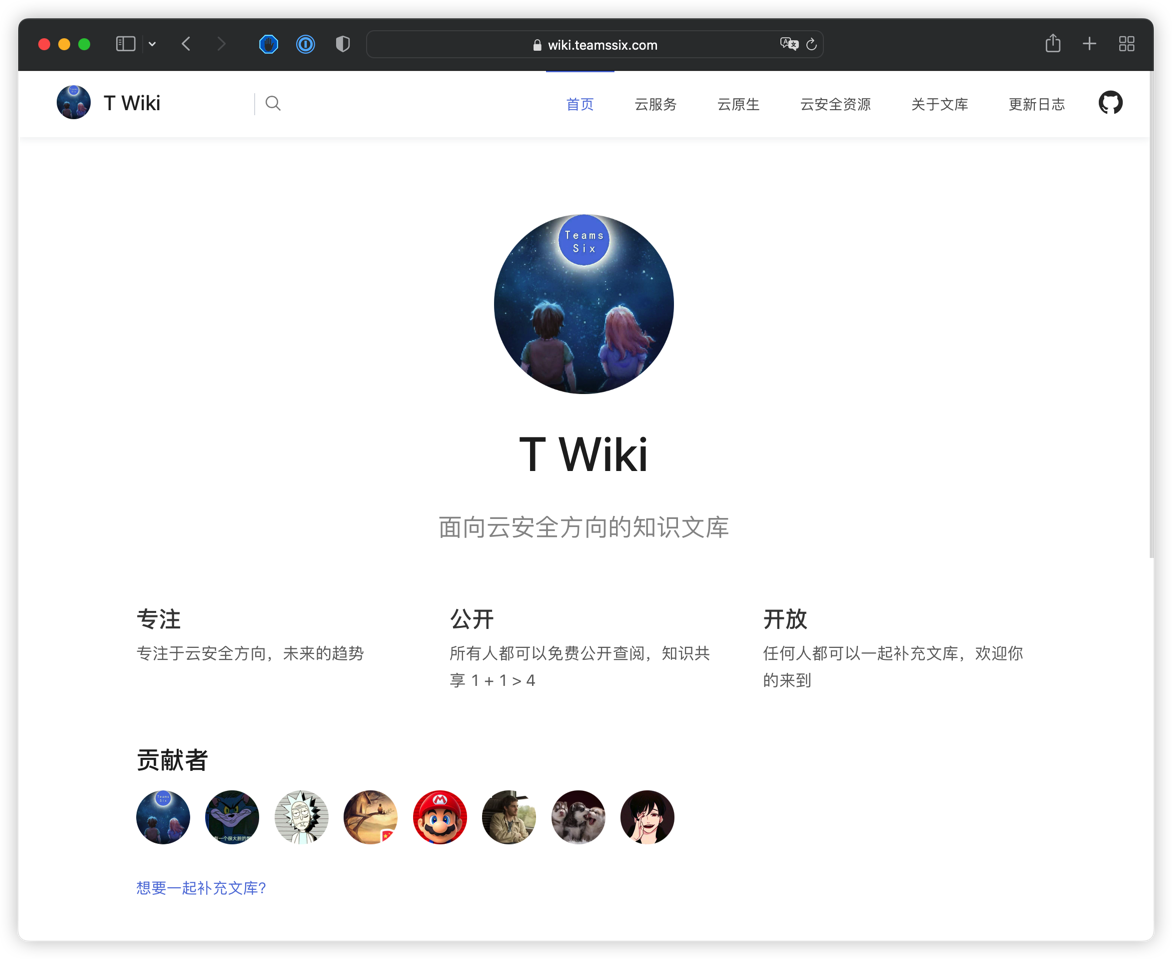 wiki.teamssix.com
T Wiki
首页
云服务
云原生
云安全资源
关于文库
更新日志
Teams
Six
T Wiki
面向云安全方向的知识文库
专注
专注于云安全方向，未来的趋势
公开
所有人都可以免费公开查阅，知识共
享 1 + 1 > 4
开放
任何人都可以一起补充文库，欢迎你
的来到
贡献者
想要一起补充文库?